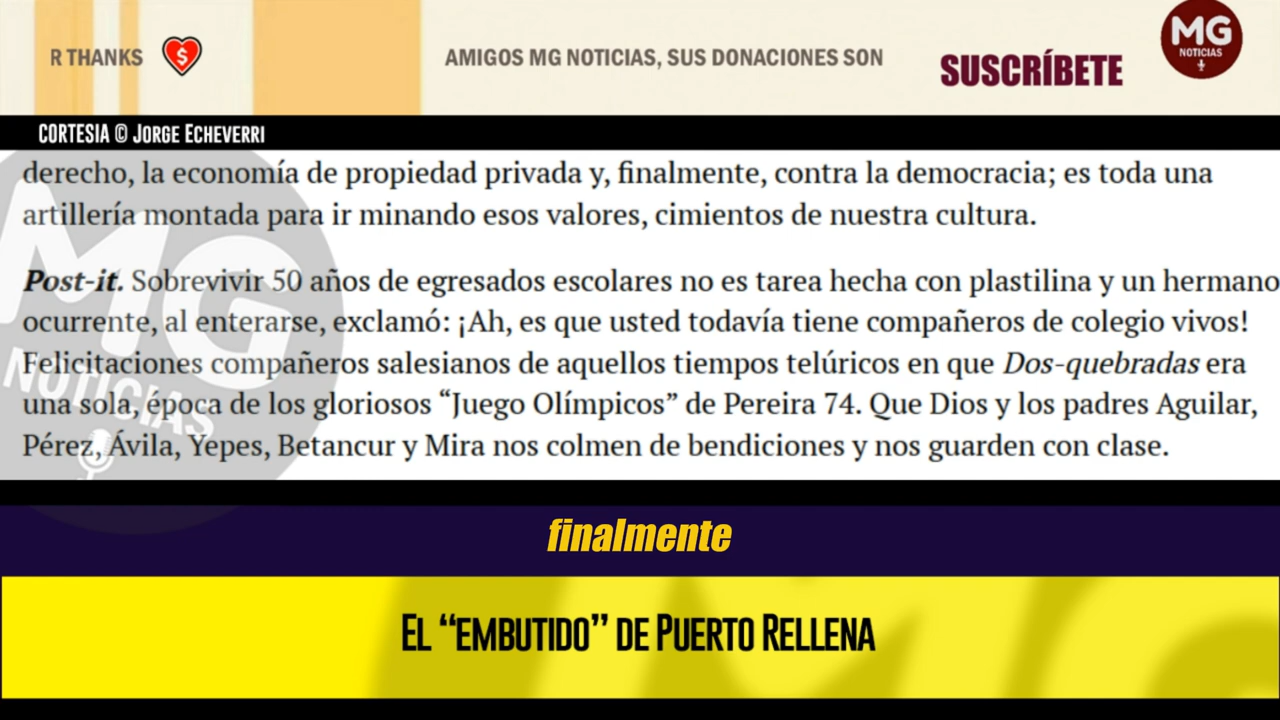 R THANKS
AMIGOS MG NOTICIAS, SUS DONACIONES SON
SUSCRÍBETE
MG
NOTICIAS
CORTESIA © JORGE ECHEVERRI
derecho, la economía de propiedad privada y, finalmente, contra la democracia; es toda una
artillería montada para ir minando esos valores, cimientos de nuestra cultura.
Post-it. Sobrevivir 50 años de egresados escolares no es tarea hecha con plastilina y un hermano
ocurrente, al enterarse, exclamó: ¡Ah, es que usted todavía tiene compañeros de colegio vivos!
Felicitaciones compañeros salesianos de aquellos tiempos telúricos en que Dos-quebradas era
una sola, época de los gloriosos “Juego Olímpicos” de Pereira 74. Que Dios y los padres Aguilar,
Pérez, Ávila, Yepes, Betancur y Mira nos colmen de bendiciones y nos guarden con clase.
MG
NOTICIAS
finalmente
EL “EMBUTIDO” DE PUERTO RELLENA